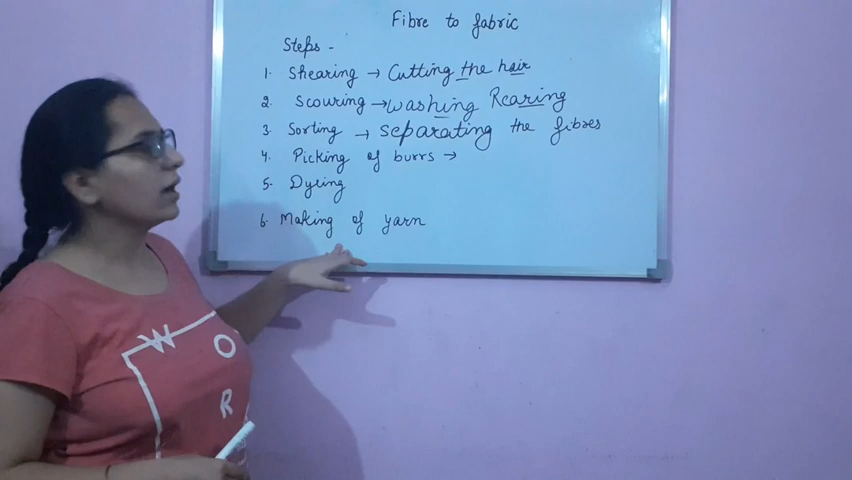 Fibre to fabric
Steps -
1. Shearing → Cutting the hair
2. Scouring → washing Rearing
3. Sorting → separating the fibres
4. Picking of burrs →
5. Dying
6. Making of yarn
W
O
R